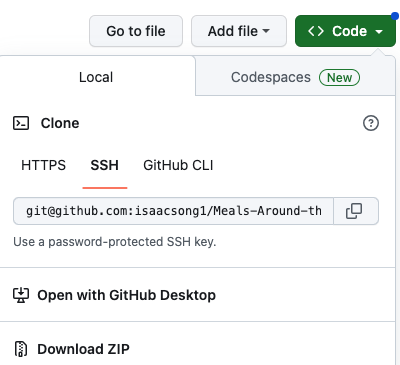 Go to file Add file <> Code
Local Codespaces New
Clone
HTTPS SSH GitHub CLI
git@github.com:isaacsong1/Meals-Around-th
Use a password-protected SSH key.
Open with GitHub Desktop
Download ZIP